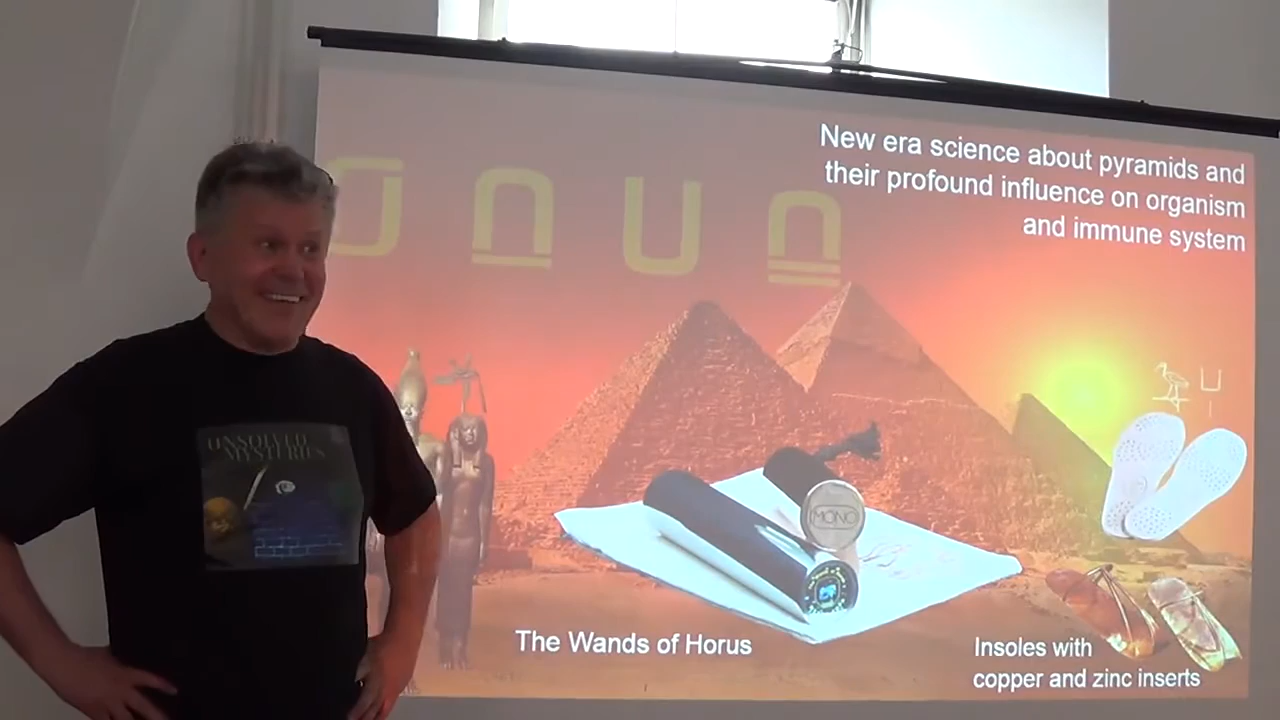 New era science about pyramids and
their profound influence on organism
and immune system
UNSOLVED
MYSTERIES
MONO
The Wands of Horus
Insoles with
copper and zinc inserts